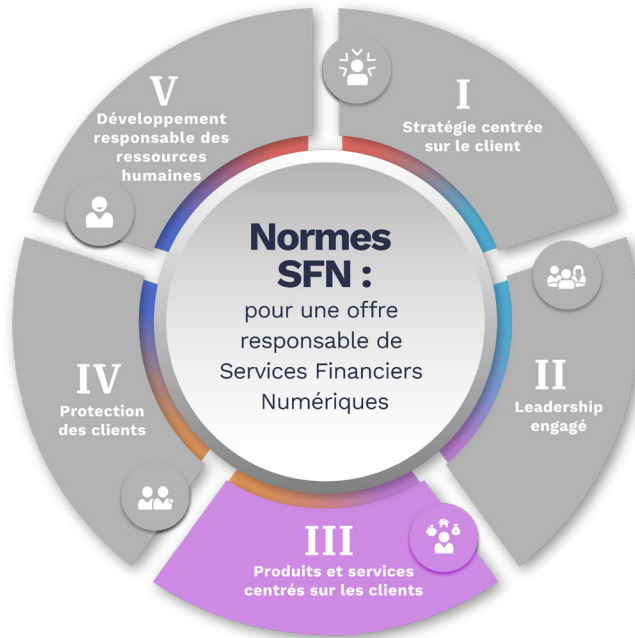 Normes
SFN :
pour une offre
responsable de
Services Financiers
Numériques
I
Stratégie centrée
sur le client
II
Leadership
engagé
III
Produits et services
centrés sur les clients
IV
Protection
des clients
V
Développement
responsable des
ressources
humaines